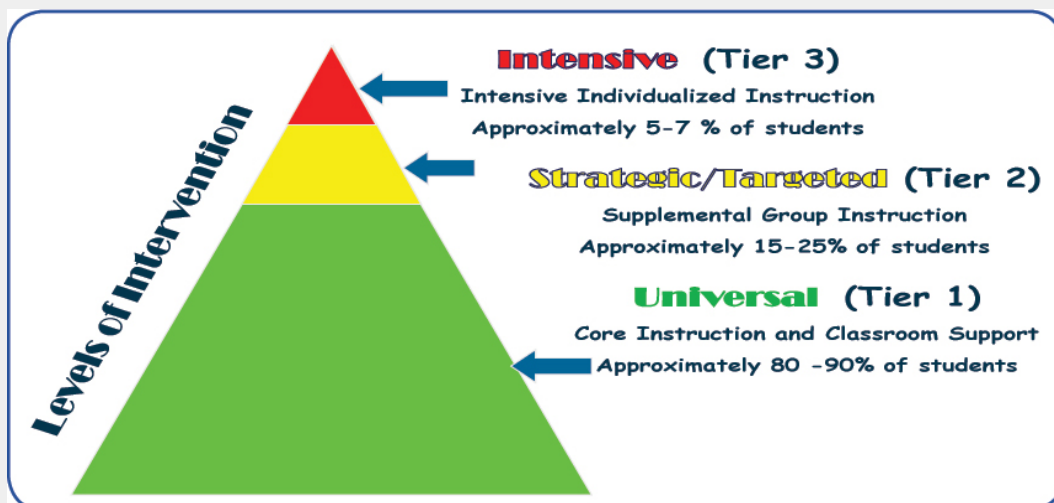 Levels of Intervention
Intensive (Tier 3)
Intensive Individualized Instruction
Approximately 5-7 % of students
Strategic/Targeted (Tier 2)
Supplemental Group Instruction
Approximately 15-25% of students
Universal (Tier 1)
Core Instruction and Classroom Support
Approximately 80 -90% of students